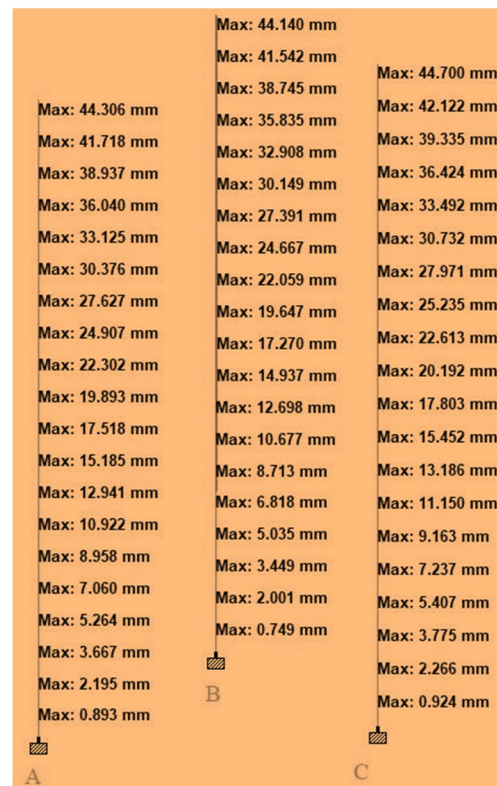 Max: 44.306 mm
Max: 41.718 mm
Max: 38.937 mm
Max: 36.040 mm
Max: 33.125 mm
Max: 30.376 mm
Max: 27.627 mm
Max: 24.907 mm
Max: 22.302 mm
Max: 19.893 mm
Max: 17.518 mm
Max: 15.185 mm
Max: 12.941 mm
Max: 10.922 mm
Max: 8.958 mm
Max: 7.060 mm
Max: 5.264 mm
Max: 3.667 mm
Max: 2.195 mm
Max: 0.893 mm
A
Max: 44.140 mm
Max: 41.542 mm
Max: 38.745 mm
Max: 35.835 mm
Max: 32.908 mm
Max: 30.149 mm
Max: 27.391 mm
Max: 24.667 mm
Max: 22.059 mm
Max: 19.647 mm
Max: 17.270 mm
Max: 14.937 mm
Max: 12.698 mm
Max: 10.677 mm
Max: 8.713 mm
Max: 6.818 mm
Max: 5.035 mm
Max: 3.449 mm
Max: 2.001 mm
Max: 0.749 mm
B
Max: 44.700 mm
Max: 42.122 mm
Max: 39.335 mm
Max: 36.424 mm
Max: 33.492 mm
Max: 30.732 mm
Max: 27.971 mm
Max: 25.235 mm
Max: 22.613 mm
Max: 20.192 mm
Max: 17.803 mm
Max: 15.452 mm
Max: 13.186 mm
Max: 11.150 mm
Max: 9.163 mm
Max: 7.237 mm
Max: 5.407 mm
Max: 3.775 mm
Max: 2.266 mm
Max: 0.924 mm
C